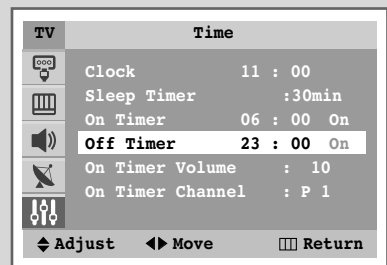 TV Time
Clock 11 : 00
Sleep Timer :30min
On Timer 06 : 00 On
Off Timer 23 : 00 On
On Timer Volume : 10
On Timer Channel : P 1
Adjust Move Return